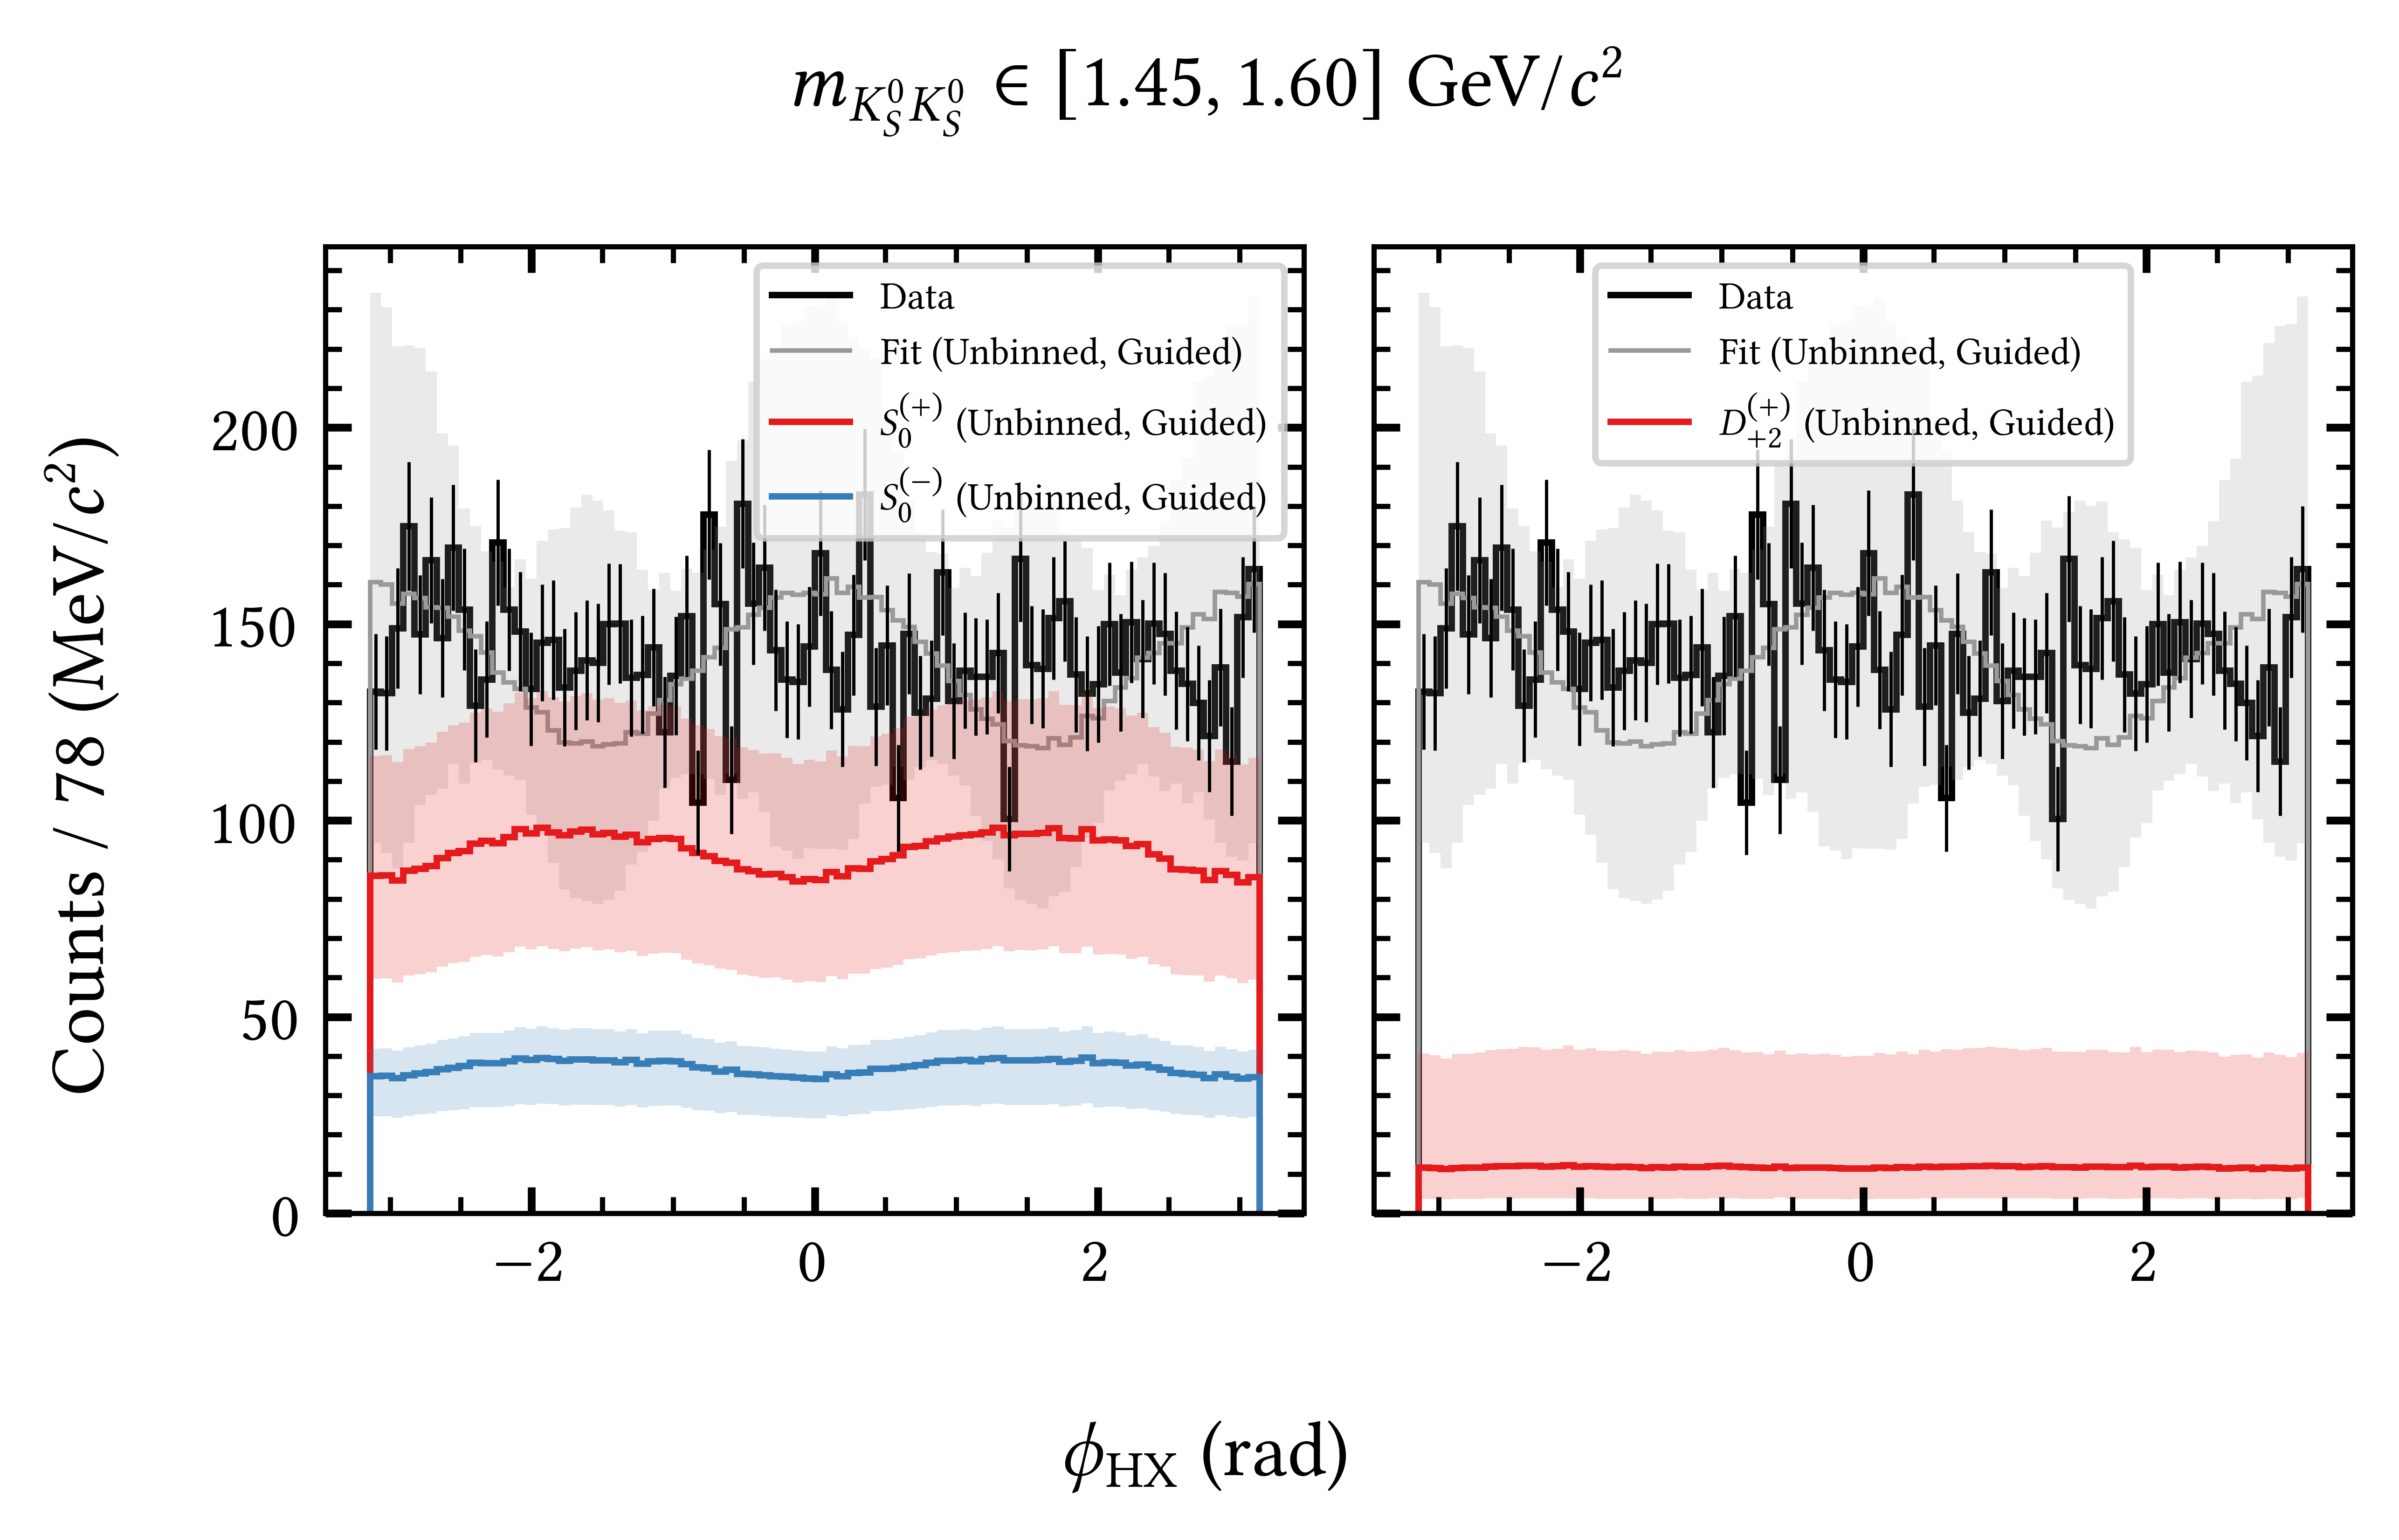 m_{K_S^0 K_S^0} ∈ [1.45, 1.60] GeV/c²
Counts / 78 (MeV/c²)
200
150
100
50
0
Data
Fit (Unbinned, Guided)
S_0^{(+)} (Unbinned, Guided)
S_0^{(−)} (Unbinned, Guided)
−2
0
2
Data
Fit (Unbinned, Guided)
D_{+2}^{(+)} (Unbinned, Guided)
−2
0
2
ϕ_{HX} (rad)